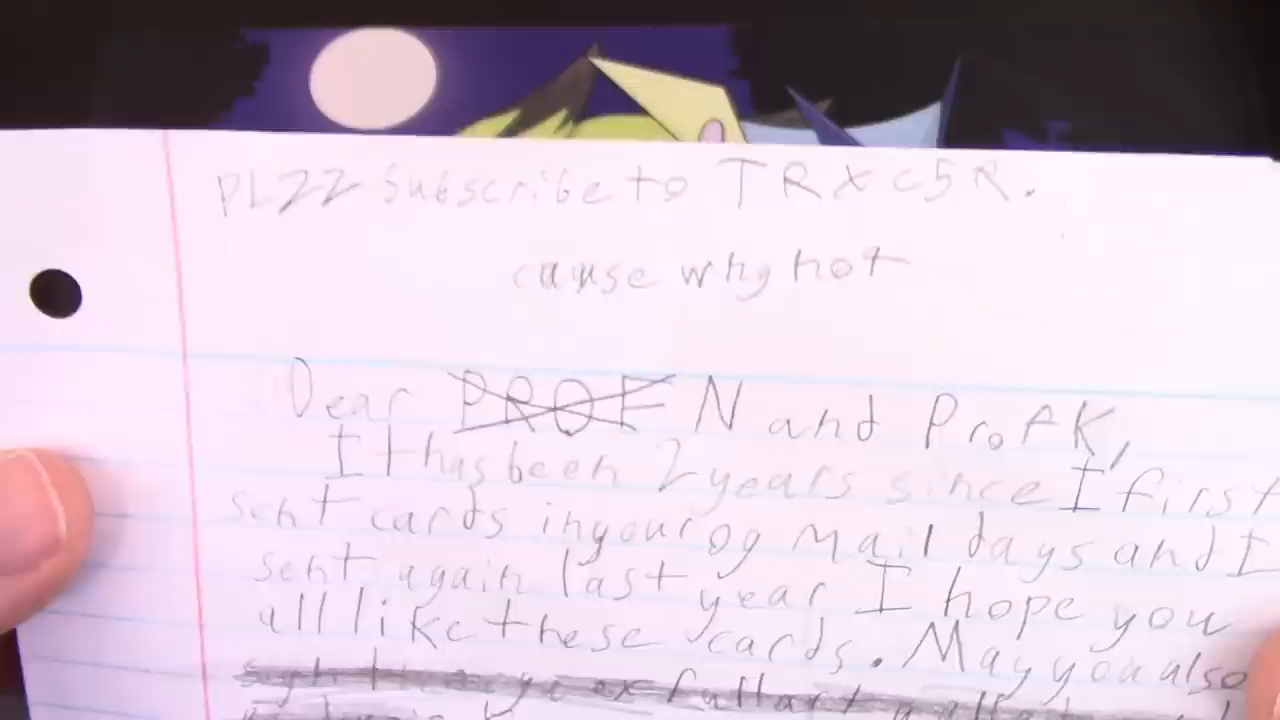 PLZZ Subscribe to TRXC5R.
cause why not
Dear PROF N and Prof K,
It has been 2 years since I first
sent cards in your og mail days and I
sent again last year I hope you
all like these cards. May you also